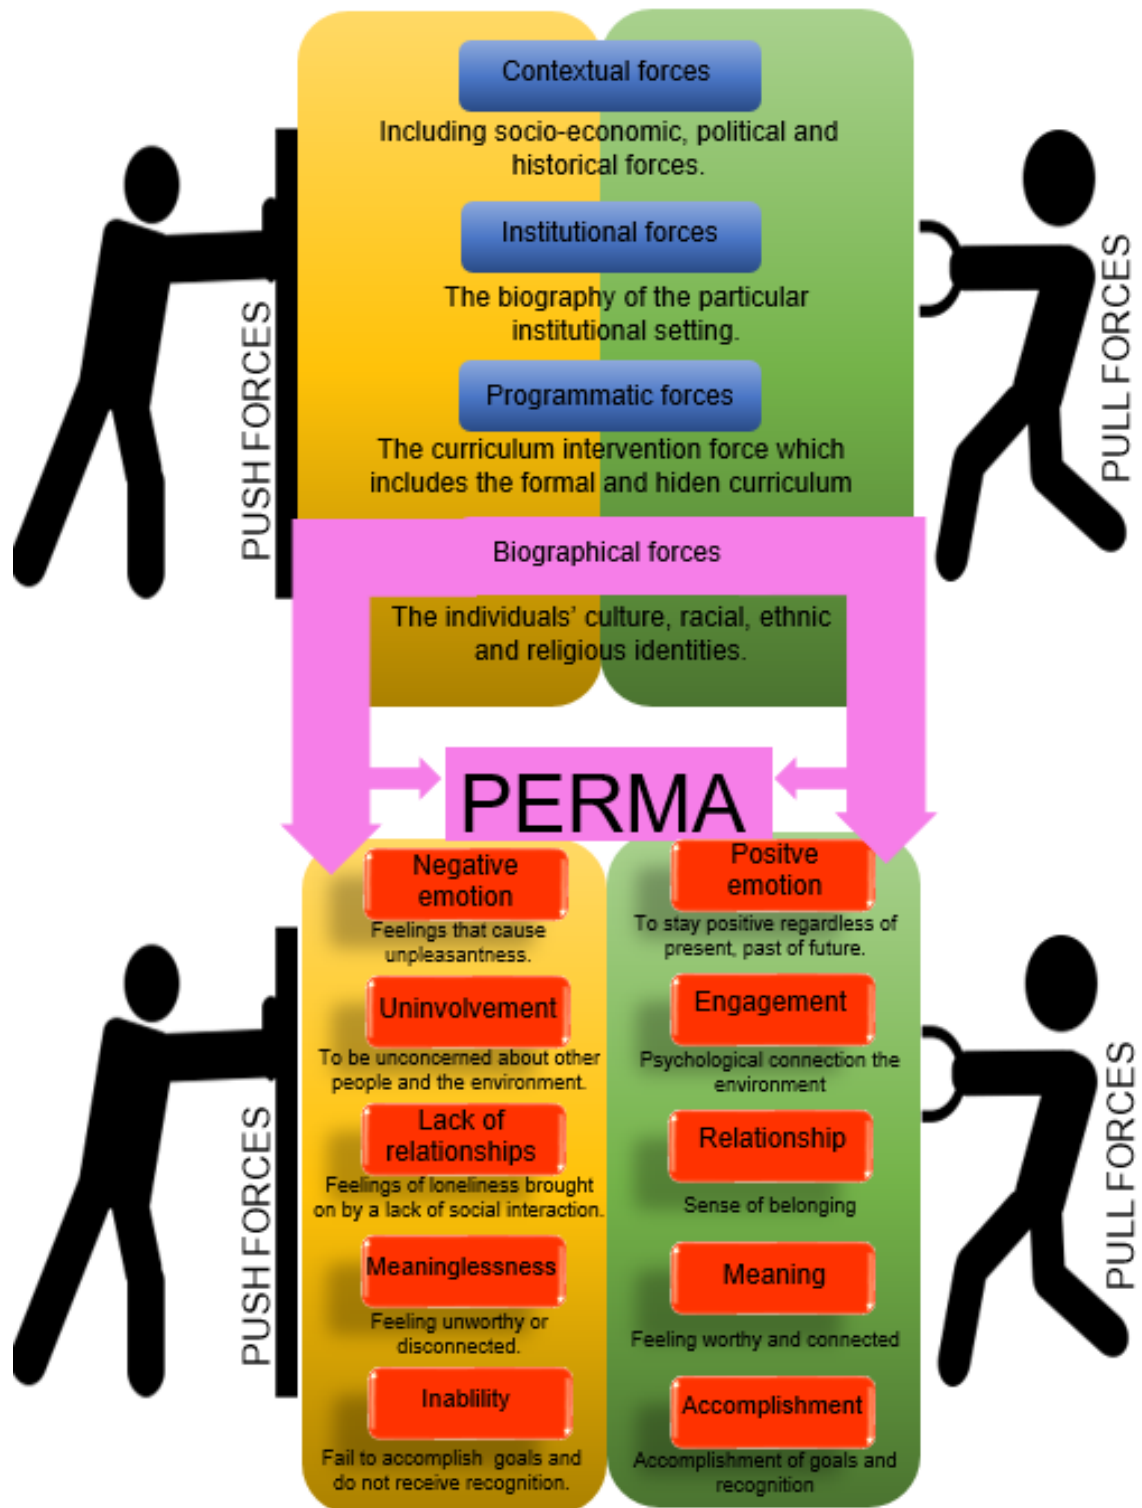 Contextual forces
Including socio-economic, political and
historical forces.
Institutional forces
The biography of the particular
institutional setting.
Programmatic forces
The curriculum intervention force which
includes the formal and hiden curriculum
PUSH FORCES
PULL FORCES
Biographical forces
The individuals' culture, racial, ethnic
and religious identities.
PERMA
Negative
emotion
Feelings that cause
unpleasantness.
Uninvolvement
To be unconcerned about other
people and the environment.
Lack of
relationships
Feelings of loneliness brought
on by a lack of social interaction.
Meaninglessness
Feeling unworthy or
disconnected.
Inablility
Fail to accomplish goals and
do not receive recognition.
Positve
emotion
To stay positive regardless of
present, past of future.
Engagement
Psychological connection the
environment
Relationship
Sense of belonging
Meaning
Feeling worthy and connected
Accomplishment
Accomplishment of goals and
recognition
PUSH FORCES
PULL FORCES